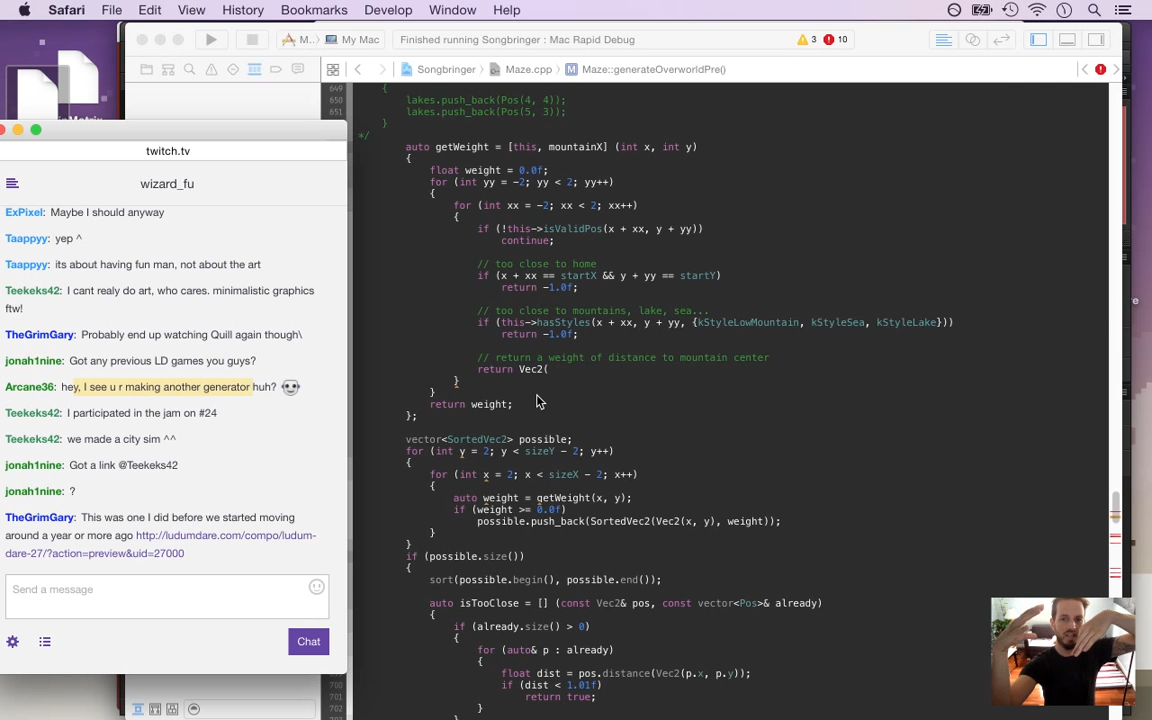 Safari File Edit View History Bookmarks Develop Window Help
M.. My Mac
Finished running Songbringer : Mac Rapid Debug
3 10
Songbringer Maze.cpp M Maze::generateOverworldPre()
twitch.tv
wizard_fu
ExPixel: Maybe I should anyway
Taappyy: yep ^
Taappyy: its about having fun man, not about the art
Teekeks42: I cant realy do art, who cares. minimalistic graphics
ftw!
TheGrimGary: Probably end up watching Quill again though\
jonah1nine: Got any previous LD games you guys?
Arcane36: hey, I see u r making another generator huh?
Teekeks42: I participated in the jam on #24
Teekeks42: we made a city sim ^^
jonah1nine: Got a link @Teekeks42
jonah1nine: ?
TheGrimGary: This was one I did before we started moving
around a year or more ago http://ludumdare.com/compo/ludum-
dare-27/?action=preview&uid=27000
Send a message
Chat
649 {
650 lakes.push_back(Pos(4, 4));
651 lakes.push_back(Pos(5, 3));
}
*/
auto getWeight = [this, mountainX] (int x, int y)
{
float weight = 0.0f;
for (int yy = -2; yy < 2; yy++)
{
for (int xx = -2; xx < 2; xx++)
{
if (!this->isValidPos(x + xx, y + yy))
continue;
// too close to home
if (x + xx == startX && y + yy == startY)
return -1.0f;
// too close to mountains, lake, sea...
if (this->hasStyles(x + xx, y + yy, {kStyleLowMountain, kStyleSea, kStyleLake}))
return -1.0f;
// return a weight of distance to mountain center
return Vec2(
}
}
return weight;
};
vector<SortedVec2> possible;
for (int y = 2; y < sizeY - 2; y++)
{
for (int x = 2; x < sizeX - 2; x++)
{
auto weight = getWeight(x, y);
if (weight >= 0.0f)
possible.push_back(SortedVec2(Vec2(x, y), weight));
}
}
if (possible.size())
{
sort(possible.begin(), possible.end());
auto isTooClose = [] (const Vec2& pos, const vector<Pos>& already)
{
if (already.size() > 0)
{
for (auto& p : already)
{
float dist = pos.distance(Vec2(p.x, p.y));
if (dist < 1.01f)
return true;
700 }
701
702 }